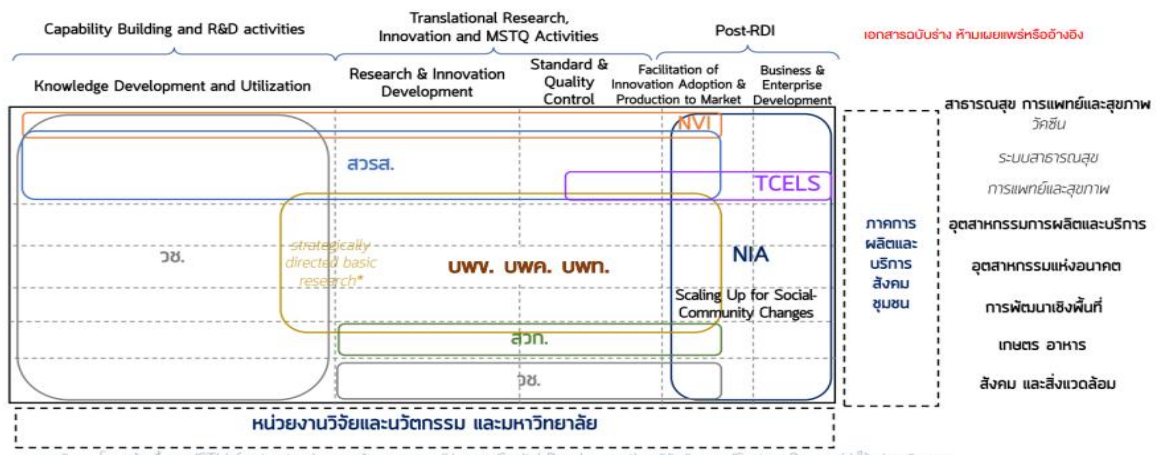 Capability Building and R&D activities
Translational Research,
Innovation and MSTQ Activities
Post-RDI
เอกสารฉบับร่าง ห้ามเผยแพร่หรืออ้างอิง
Knowledge Development and Utilization
Research & Innovation
Development
Standard &
Quality
Control
Facilitation of
Innovation Adoption &
Production to Market
Business &
Enterprise
Development
สาธารณสุข การแพทย์และสุขภาพ
วัคซีน
ระบบสาธารณสุข
การแพทย์และสุขภาพ
อุตสาหกรรมการผลิตและบริการ
อุตสาหกรรมแห่งอนาคต
การพัฒนาเชิงพื้นที่
เกษตร อาหาร
สังคม และสิ่งแวดล้อม
NVI
สวรส.
TCELS
วช.
strategically
directed basic
research*
บพข. บพค. บพท.
NIA
Scaling Up for Social-
Community Changes
สวก.
วช.
ภาคการ
ผลิตและ
บริการ
สังคม
ชุมชน
หน่วยงานวิจัยและนวัตกรรม และมหาวิทยาลัย